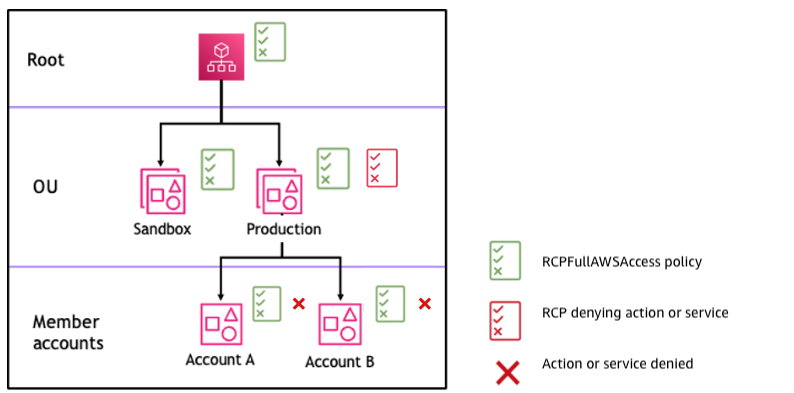 Root
OU
Sandbox
Production
Member
accounts
Account A
Account B
RCPFullAWSAccess policy
RCP denying action or service
Action or service denied